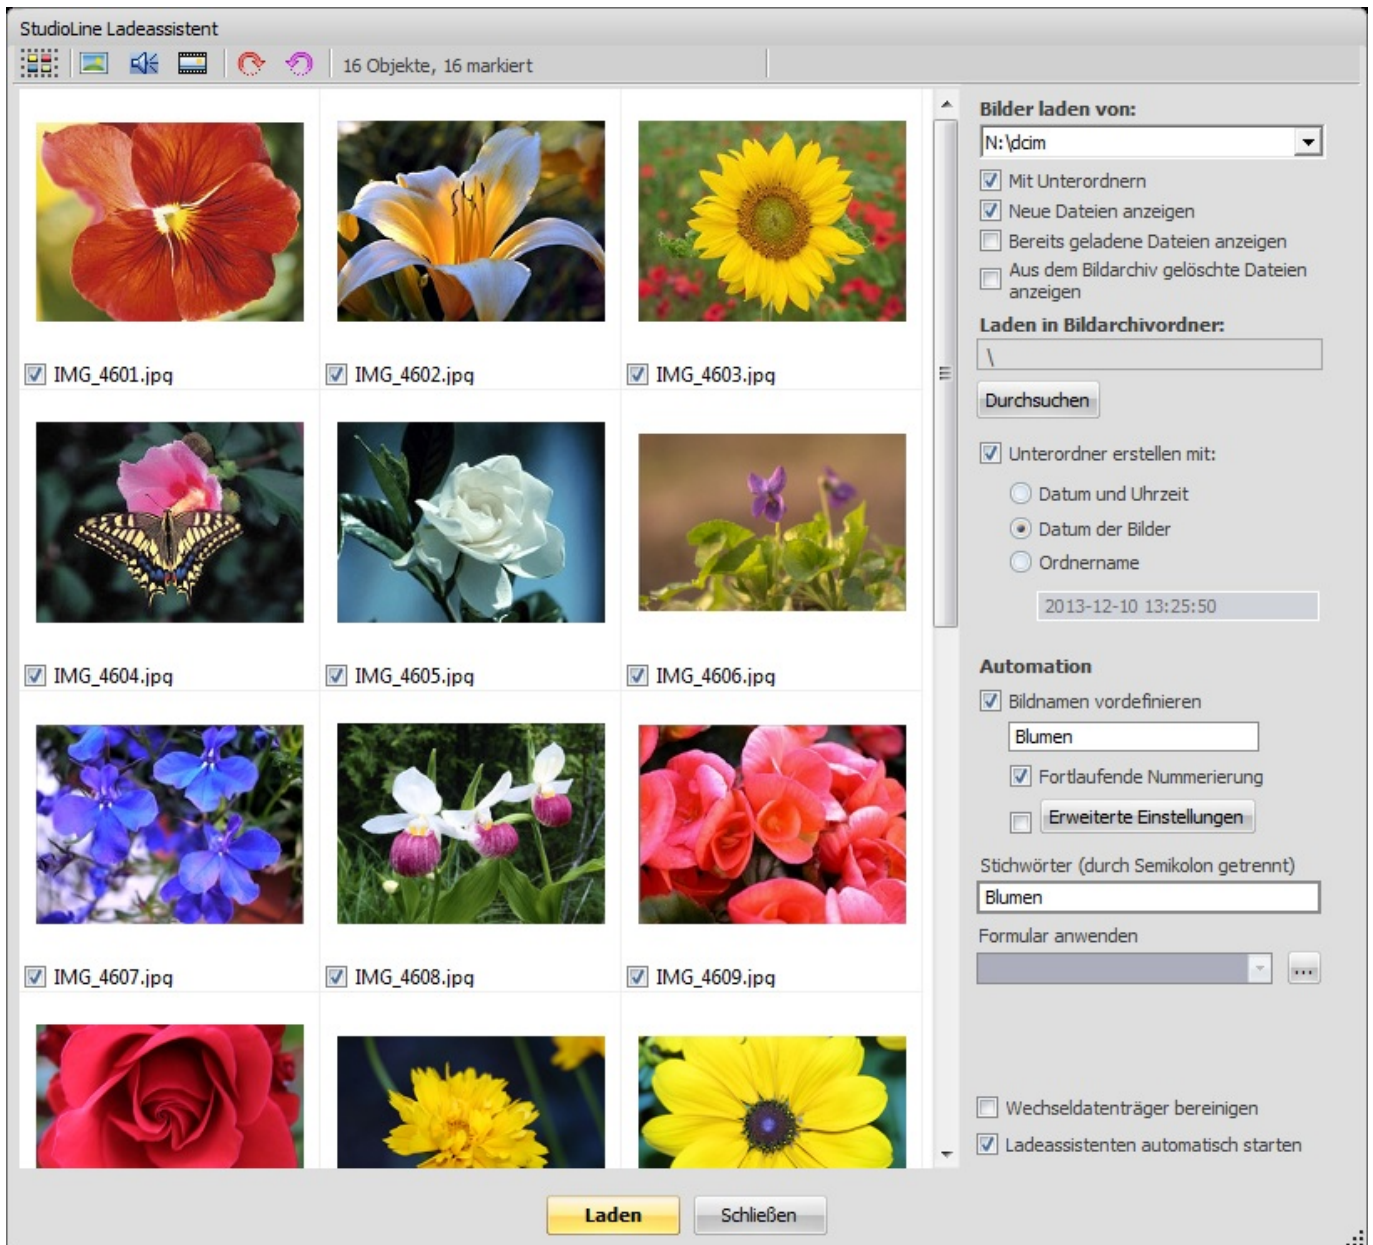 StudioLine Ladeassistent
16 Objekte, 16 markiert
IMG_4601.jpg
IMG_4602.jpg
IMG_4603.jpg
IMG_4604.jpg
IMG_4605.jpg
IMG_4606.jpg
IMG_4607.jpg
IMG_4608.jpg
IMG_4609.jpg
Bilder laden von:
N:\dcim
Mit Unterordnern
Neue Dateien anzeigen
Bereits geladene Dateien anzeigen
Aus dem Bildarchiv gelöschte Dateien
anzeigen
Laden in Bildarchivordner:
\
Durchsuchen
Unterordner erstellen mit:
Datum und Uhrzeit
Datum der Bilder
Ordnername
2013-12-10 13:25:50
Automation
Bildnamen vordefinieren
Blumen
Fortlaufende Nummerierung
Erweiterte Einstellungen
Stichwörter (durch Semikolon getrennt)
Blumen
Formular anwenden
...
Wechseldatenträger bereinigen
Ladeassistenten automatisch starten
Laden
Schließen